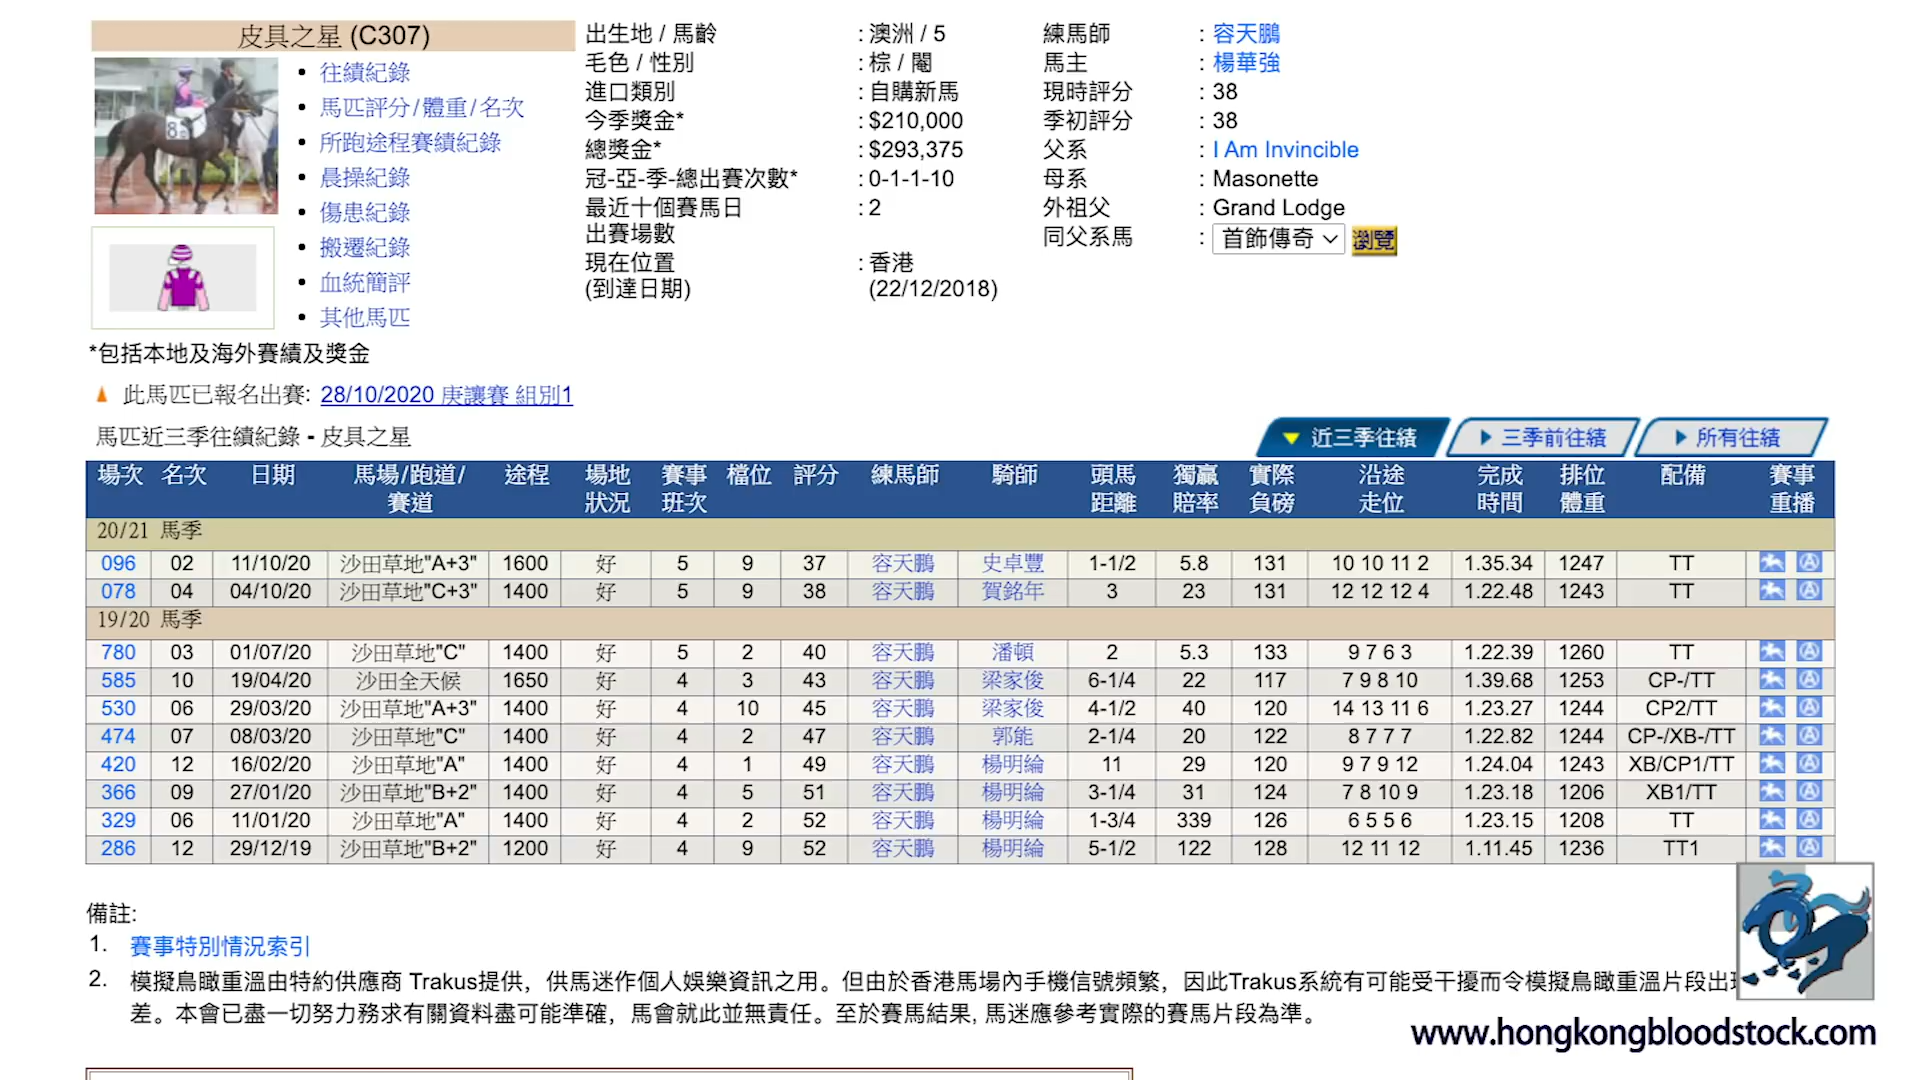 皮具之星 (C307)
• 往績紀錄
• 馬匹評分/體重/名次
• 所跑途程賽績紀錄
• 晨操紀錄
• 傷患紀錄
• 搬遷紀錄
• 血統簡評
• 其他馬匹
出生地 / 馬齡 : 澳洲 / 5
毛色 / 性別 : 棕 / 閹
進口類別 : 自購新馬
今季獎金* : $210,000
總獎金* : $293,375
冠-亞-季-總出賽次數* : 0-1-1-10
最近十個賽馬日 : 2
出賽場數
現在位置 : 香港
(到達日期) (22/12/2018)
練馬師 : 容天鵬
馬主 : 楊華強
現時評分 : 38
季初評分 : 38
父系 : I Am Invincible
母系 : Masonette
外祖父 : Grand Lodge
同父系馬 : 首飾傳奇 瀏覽
*包括本地及海外賽績及獎金
此馬匹已報名出賽: 28/10/2020 庚讓賽 組別1
馬匹近三季往績紀錄 - 皮具之星
近三季往績 三季前往績 所有往績
場次 名次 日期 馬場/跑道/賽道 途程 場地狀況 賽事班次 檔位 評分 練馬師 騎師 頭馬距離 獨贏賠率 實際負磅 沿途走位 完成時間 排位體重 配備 賽事重播
20/21 馬季
096 02 11/10/20 沙田草地"A+3" 1600 好 5 9 37 容天鵬 史卓豐 1-1/2 5.8 131 10 10 11 2 1.35.34 1247 TT
078 04 04/10/20 沙田草地"C+3" 1400 好 5 9 38 容天鵬 賀銘年 3 23 131 12 12 12 4 1.22.48 1243 TT
19/20 馬季
780 03 01/07/20 沙田草地"C" 1400 好 5 2 40 容天鵬 潘頓 2 5.3 133 9 7 6 3 1.22.39 1260 TT
585 10 19/04/20 沙田全天候 1650 好 4 3 43 容天鵬 梁家俊 6-1/4 22 117 7 9 8 10 1.39.68 1253 CP-/TT
530 06 29/03/20 沙田草地"A+3" 1400 好 4 10 45 容天鵬 梁家俊 4-1/2 40 120 14 13 11 6 1.23.27 1244 CP2/TT
474 07 08/03/20 沙田草地"C" 1400 好 4 2 47 容天鵬 郭能 2-1/4 20 122 8 7 7 7 1.22.82 1244 CP-/XB-/TT
420 12 16/02/20 沙田草地"A" 1400 好 4 1 49 容天鵬 楊明綸 11 29 120 9 7 9 12 1.24.04 1243 XB/CP1/TT
366 09 27/01/20 沙田草地"B+2" 1400 好 4 5 51 容天鵬 楊明綸 3-1/4 31 124 7 8 10 9 1.23.18 1206 XB1/TT
329 06 11/01/20 沙田草地"A" 1400 好 4 2 52 容天鵬 楊明綸 1-3/4 339 126 6 5 5 6 1.23.15 1208 TT
286 12 29/12/19 沙田草地"B+2" 1200 好 4 9 52 容天鵬 楊明綸 5-1/2 122 128 12 11 12 1.11.45 1236 TT1
備註:
1. 賽事特別情況索引
2. 模擬鳥瞰重溫由特約供應商 Trakus提供，供馬迷作個人娛樂資訊之用。但由於香港馬場內手機信號頻繁，因此Trakus系統有可能受干擾而令模擬鳥瞰重溫片段出
差。本會已盡一切努力務求有關資料盡可能準確，馬會就此並無責任。至於賽馬結果, 馬迷應參考實際的賽馬片段為準。
www.hongkongbloodstock.com